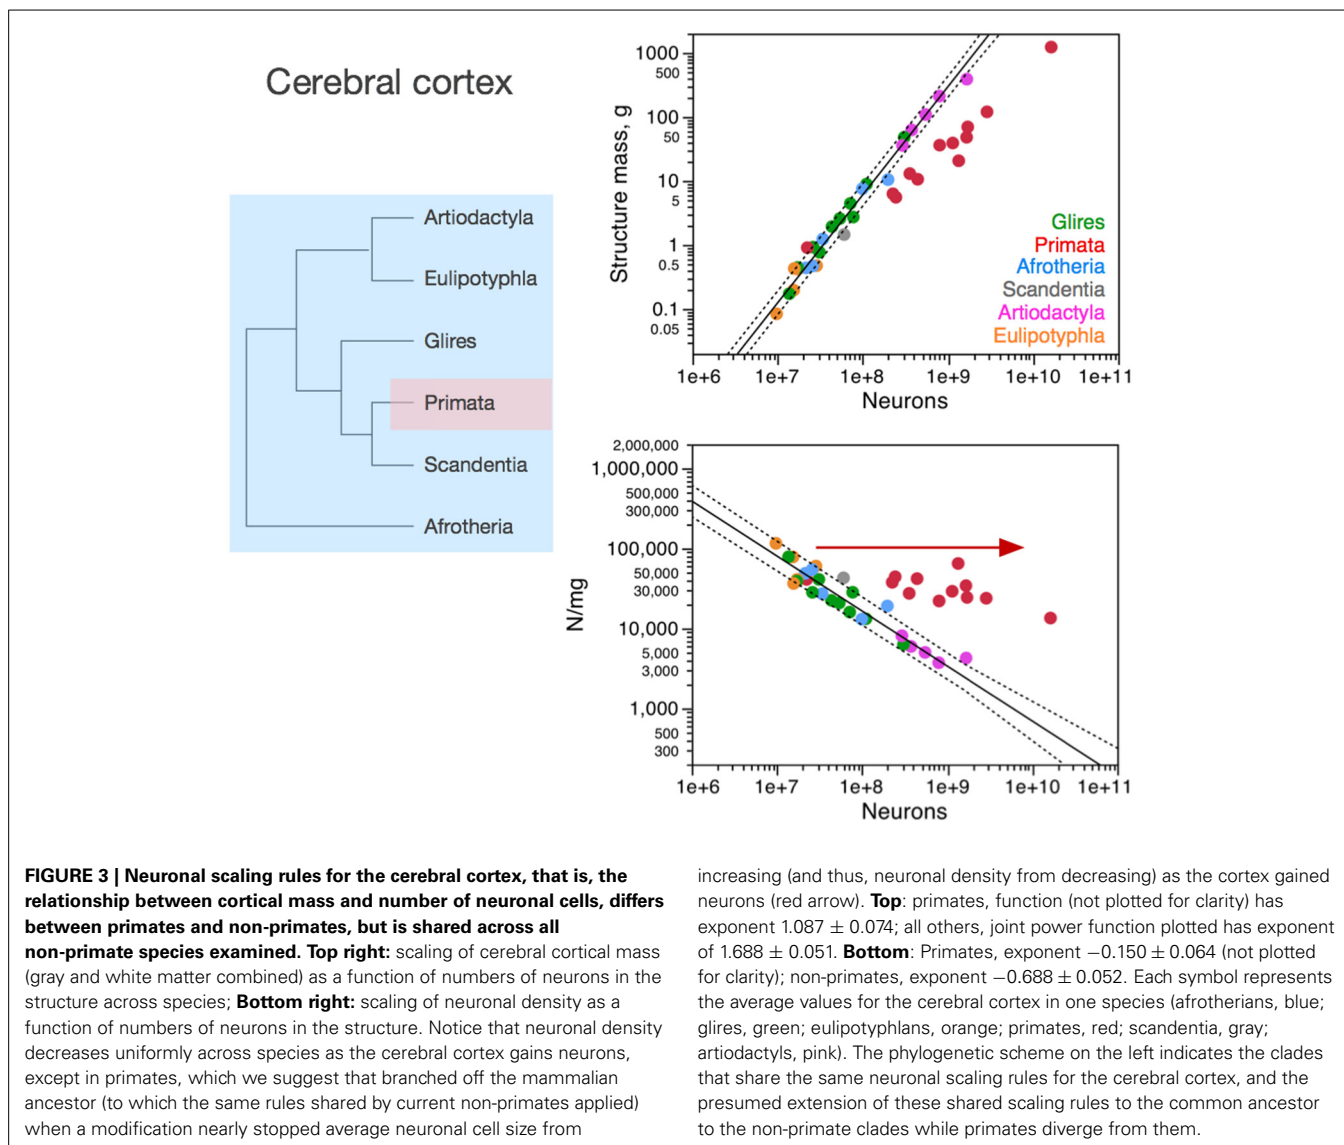 Cerebral cortex
Artiodactyla
Eulipotyphla
Glires
Primata
Scandentia
Afrotheria
Structure mass, g
1000
500
100
50
10
5
1
0.5
0.1
0.05
Glires
Primata
Afrotheria
Scandentia
Artiodactyla
Eulipotyphla
1e+6 1e+7 1e+8 1e+9 1e+10 1e+11
Neurons
N/mg
2,000,000
1,000,000
500,000
300,000
100,000
50,000
30,000
10,000
5,000
3,000
1,000
500
300
1e+6 1e+7 1e+8 1e+9 1e+10 1e+11
Neurons
FIGURE 3 | Neuronal scaling rules for the cerebral cortex, that is, the
relationship between cortical mass and number of neuronal cells, differs
between primates and non-primates, but is shared across all
non-primate species examined. Top right: scaling of cerebral cortical mass
(gray and white matter combined) as a function of numbers of neurons in the
structure across species; Bottom right: scaling of neuronal density as a
function of numbers of neurons in the structure. Notice that neuronal density
decreases uniformly across species as the cerebral cortex gains neurons,
except in primates, which we suggest that branched off the mammalian
ancestor (to which the same rules shared by current non-primates applied)
when a modification nearly stopped average neuronal cell size from
increasing (and thus, neuronal density from decreasing) as the cortex gained
neurons (red arrow). Top: primates, function (not plotted for clarity) has
exponent 1.087 ± 0.074; all others, joint power function plotted has exponent
of 1.688 ± 0.051. Bottom: Primates, exponent −0.150 ± 0.064 (not plotted
for clarity); non-primates, exponent −0.688 ± 0.052. Each symbol represents
the average values for the cerebral cortex in one species (afrotherians, blue;
glires, green; eulipotyphlans, orange; primates, red; scandentia, gray;
artiodactyls, pink). The phylogenetic scheme on the left indicates the clades
that share the same neuronal scaling rules for the cerebral cortex, and the
presumed extension of these shared scaling rules to the common ancestor
to the non-primate clades while primates diverge from them.